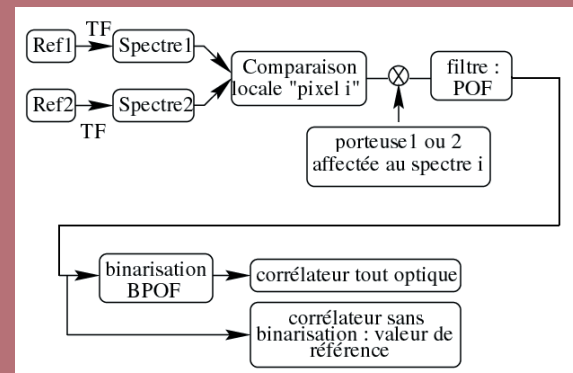 TF
Ref1
Spectre1
Ref2
Spectre2
TF
Comparaison
locale "pixel i"
filtre :
POF
porteuse1 ou 2
affectée au spectre i
binarisation
BPOF
corrélateur tout optique
corrélateur sans
binarisation : valeur de
référence